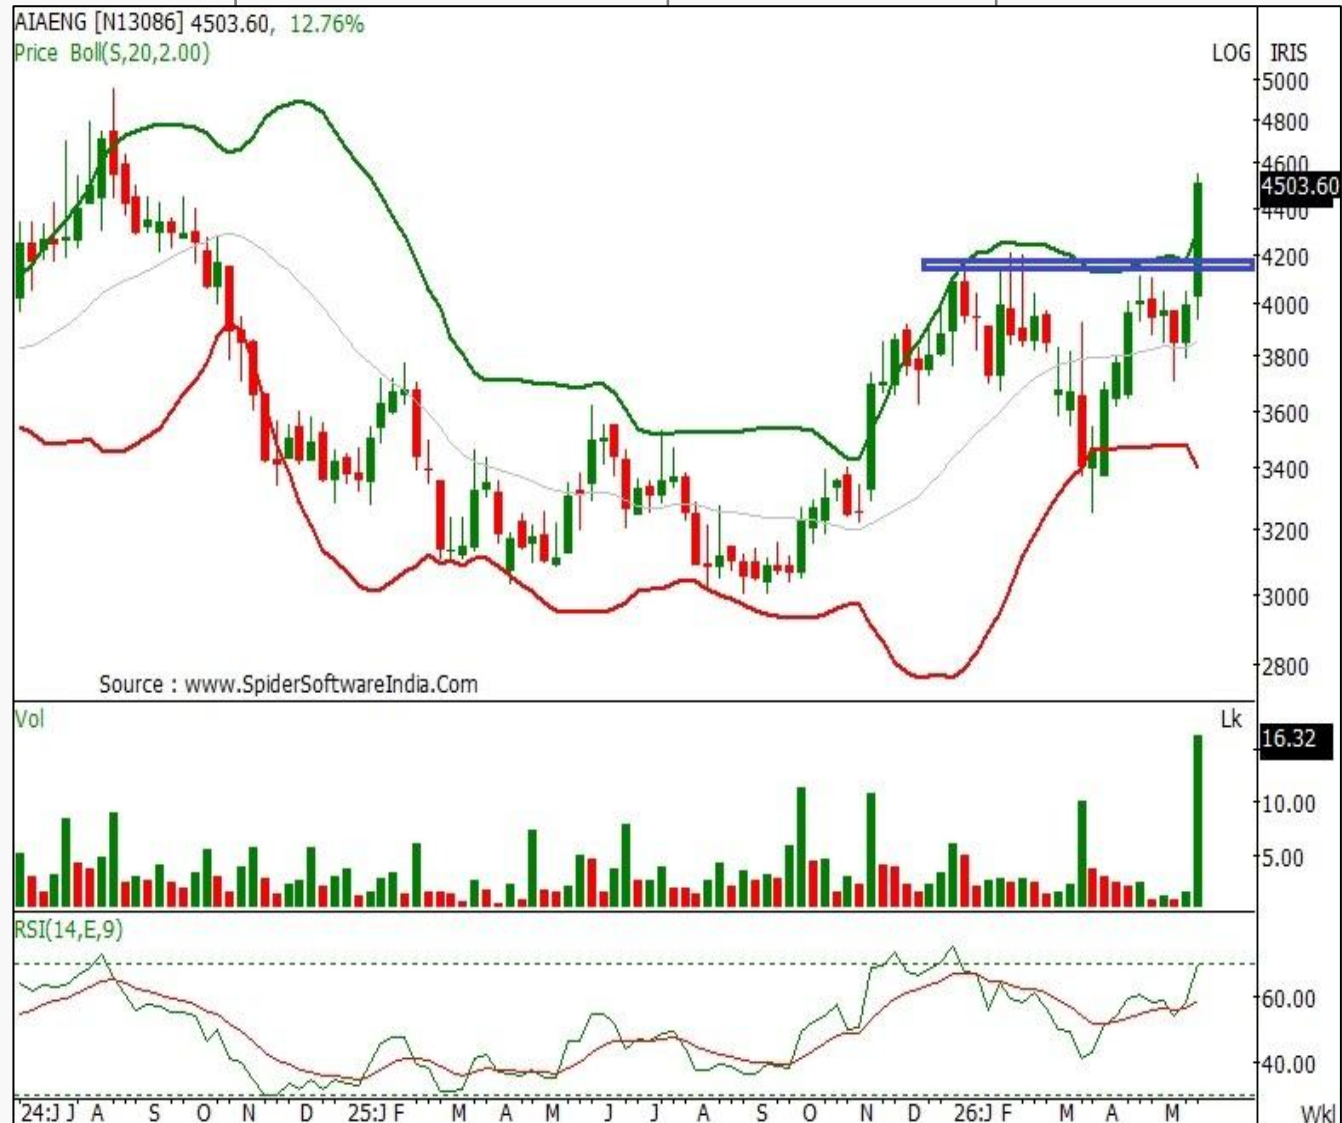 AIAENG [N13086] 4503.60, 12.76%
Price Boll(S,20,2.00)
LOG IRIS
5000
4800
4600
4503.60
4400
4200
4000
3800
3600
3400
3200
3000
2800
Source : www.SpiderSoftwareIndia.Com
Vol
Lk
16.32
10.00
5.00
RSI(14,E,9)
60.00
40.00
24:J J A S O N D 25:J F M A M J J A S O N D 26:J F M A M Wkl